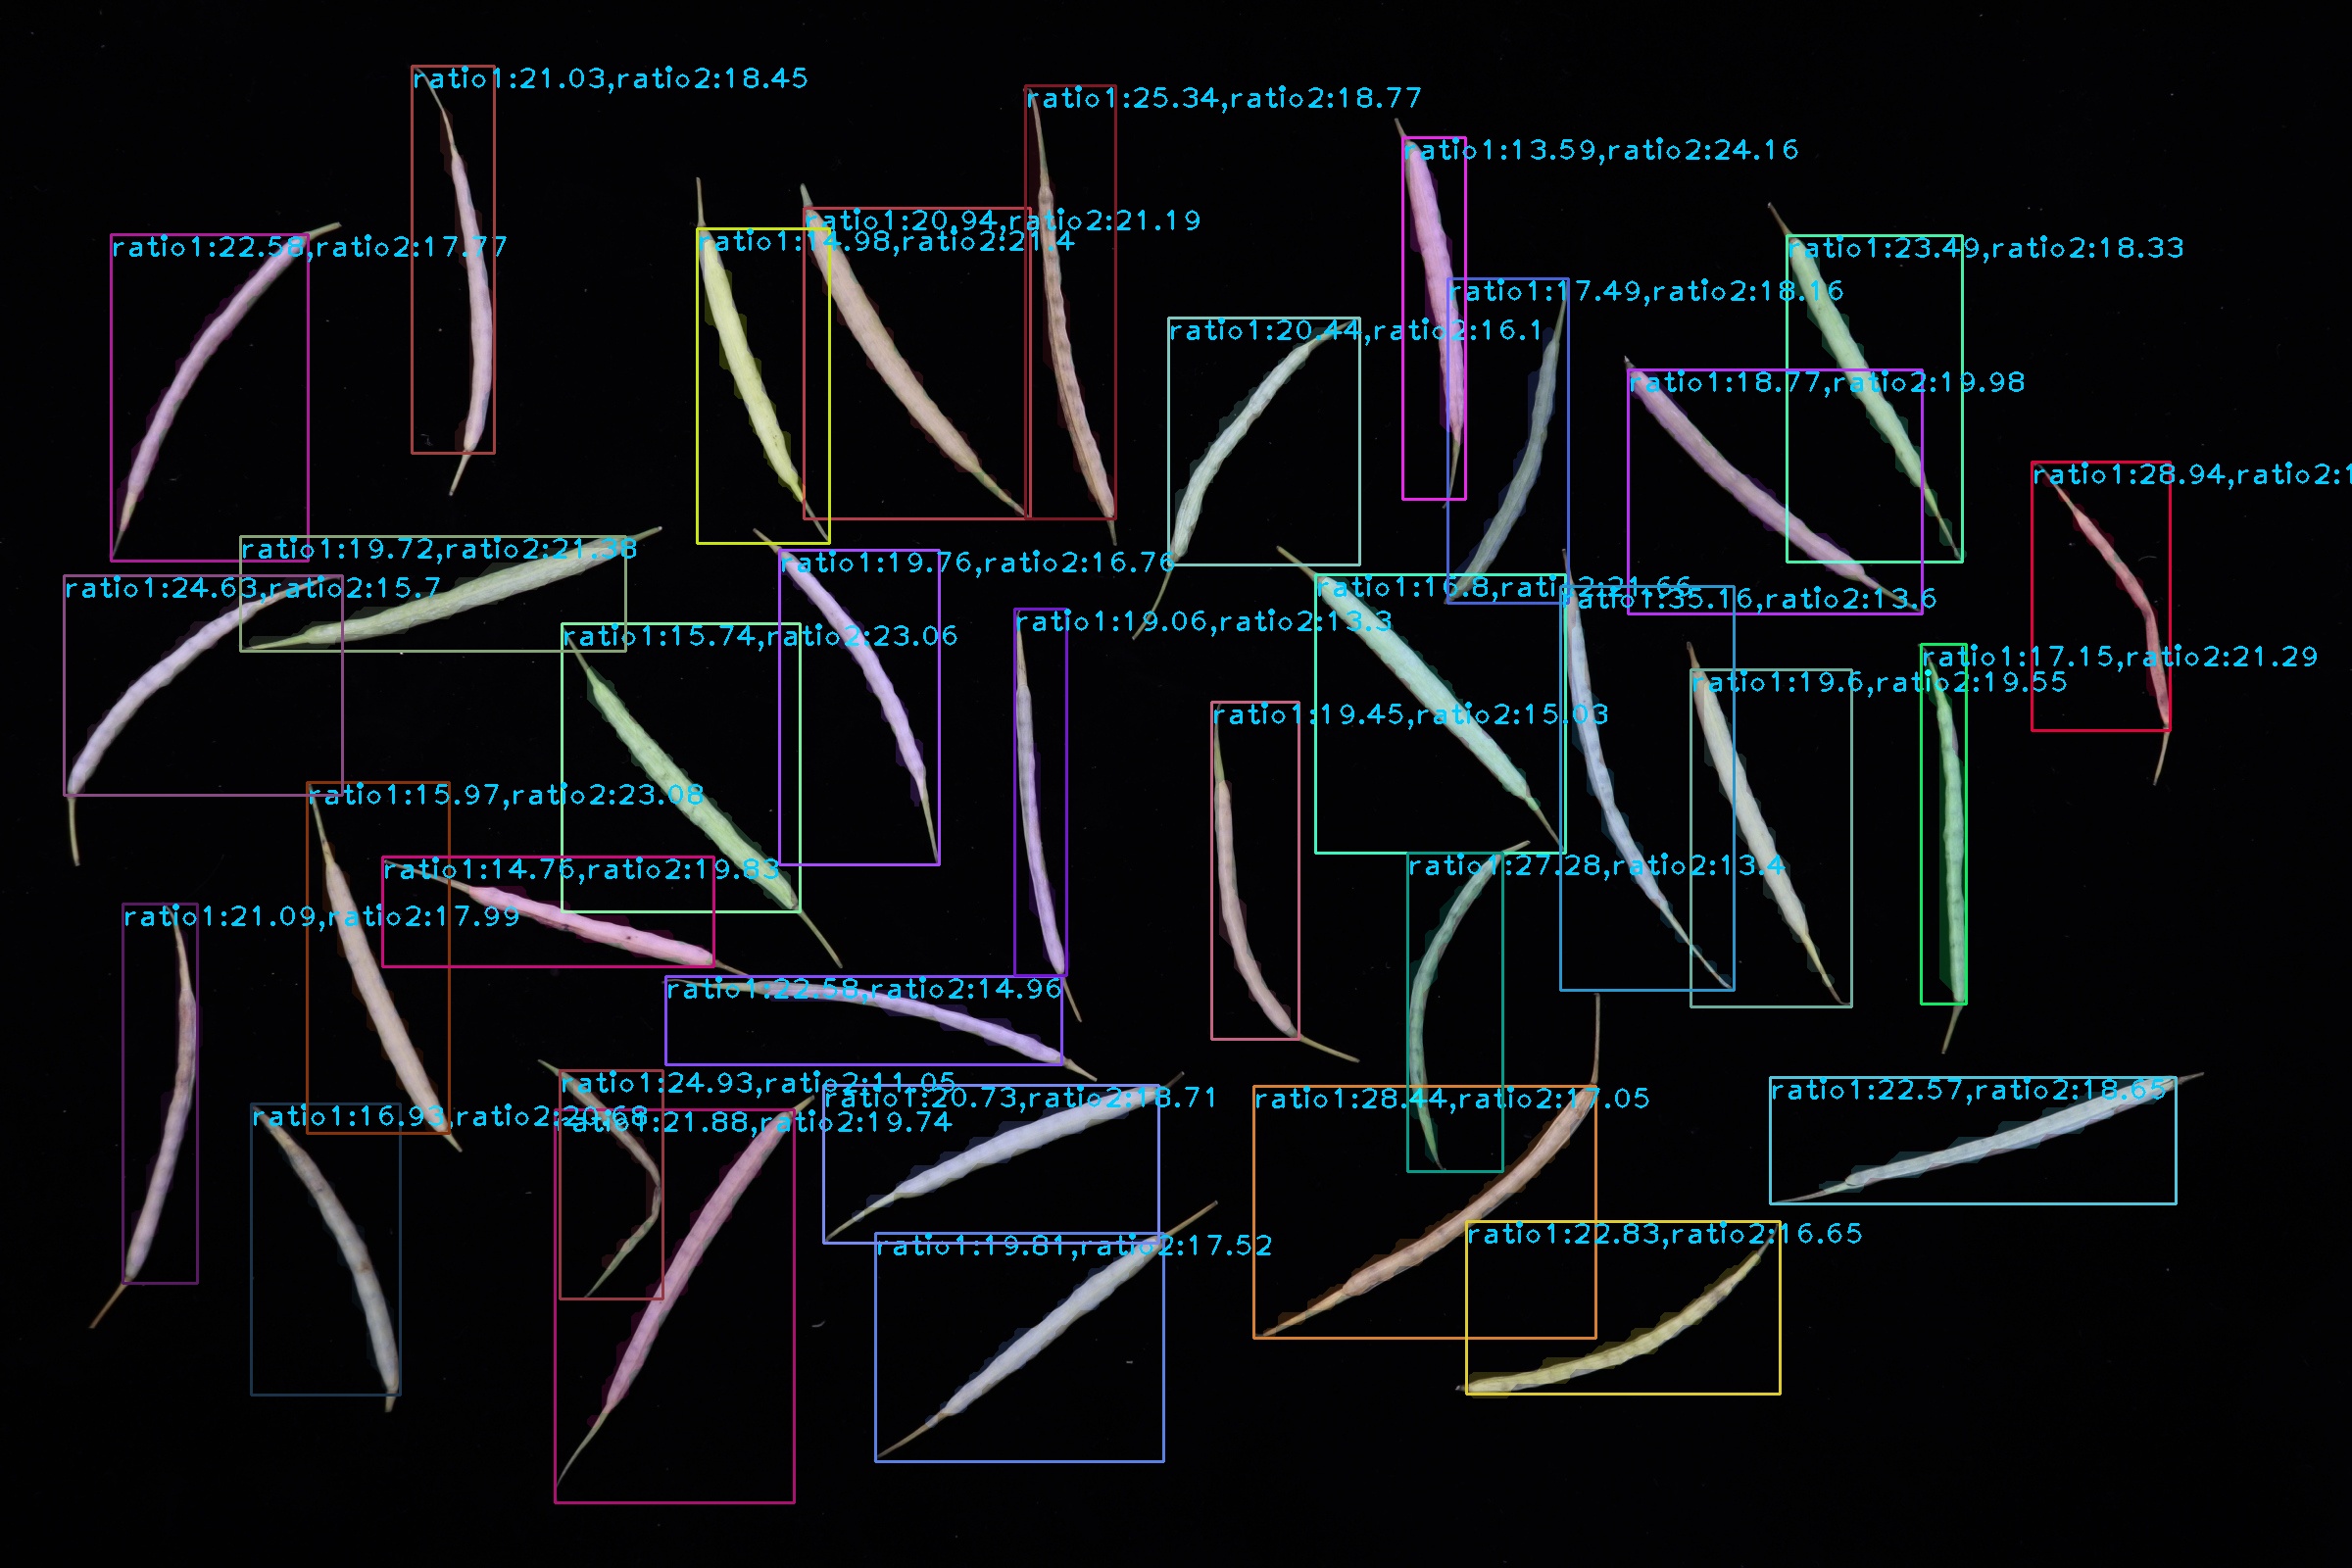 ratio1:21.03,ratio2:18.45
ratio1:25.34,ratio2:18.77
ratio1:13.59,ratio2:24.16
ratio1:20.94,ratio2:21.19
ratio1:14.98,ratio2:21.4
ratio1:22.58,ratio2:17.77
ratio1:23.49,ratio2:18.33
ratio1:17.49,ratio2:18.16
ratio1:20.44,ratio2:16.1
ratio1:18.77,ratio2:19.98
ratio1:28.94,
ratio1:19.72,ratio2:21.38
ratio1:19.76,ratio2:16.76
ratio1:24.63,ratio2:15.7
ratio1:16.8,ratio2:21.66
ratio1:35.16,ratio2:13.6
ratio1:19.06,ratio2:13.3
ratio1:15.74,ratio2:23.06
ratio1:17.15,ratio2:21.29
ratio1:19.6,ratio2:19.55
ratio1:19.45,ratio2:15.03
ratio1:15.97,ratio2:23.08
ratio1:27.28,ratio2:13.4
ratio1:14.76,ratio2:19.83
ratio1:21.09,ratio2:17.99
ratio1:22.58,ratio2:14.96
ratio1:24.93,ratio2:11.05
ratio1:20.73,ratio2:18.71
ratio1:28.44,ratio2:17.05
ratio1:22.57,ratio2:18.65
ratio1:16.93,ratio2:20.68
ratio1:21.88,ratio2:19.74
ratio1:22.83,ratio2:16.65
ratio1:19.81,ratio2:17.52